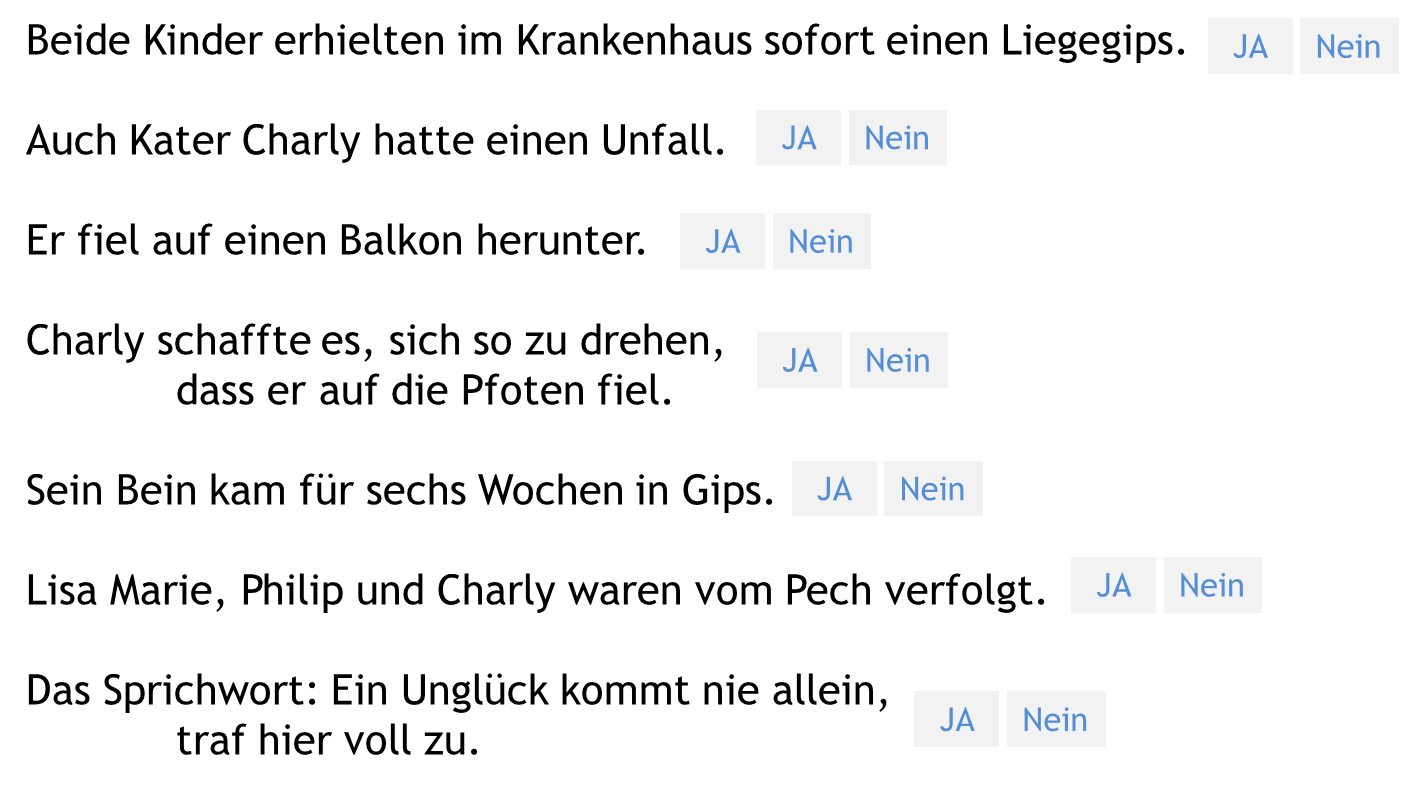 Beide Kinder erhielten im Krankenhaus sofort einen Liegegips. JA Nein
Auch Kater Charly hatte einen Unfall. JA Nein
Er fiel auf einen Balkon herunter. JA Nein
Charly schaffte es, sich so zu drehen, JA Nein
dass er auf die Pfoten fiel.
Sein Bein kam für sechs Wochen in Gips. JA Nein
Lisa Marie, Philip und Charly waren vom Pech verfolgt. JA Nein
Das Sprichwort: Ein Unglück kommt nie allein, JA Nein
traf hier voll zu.